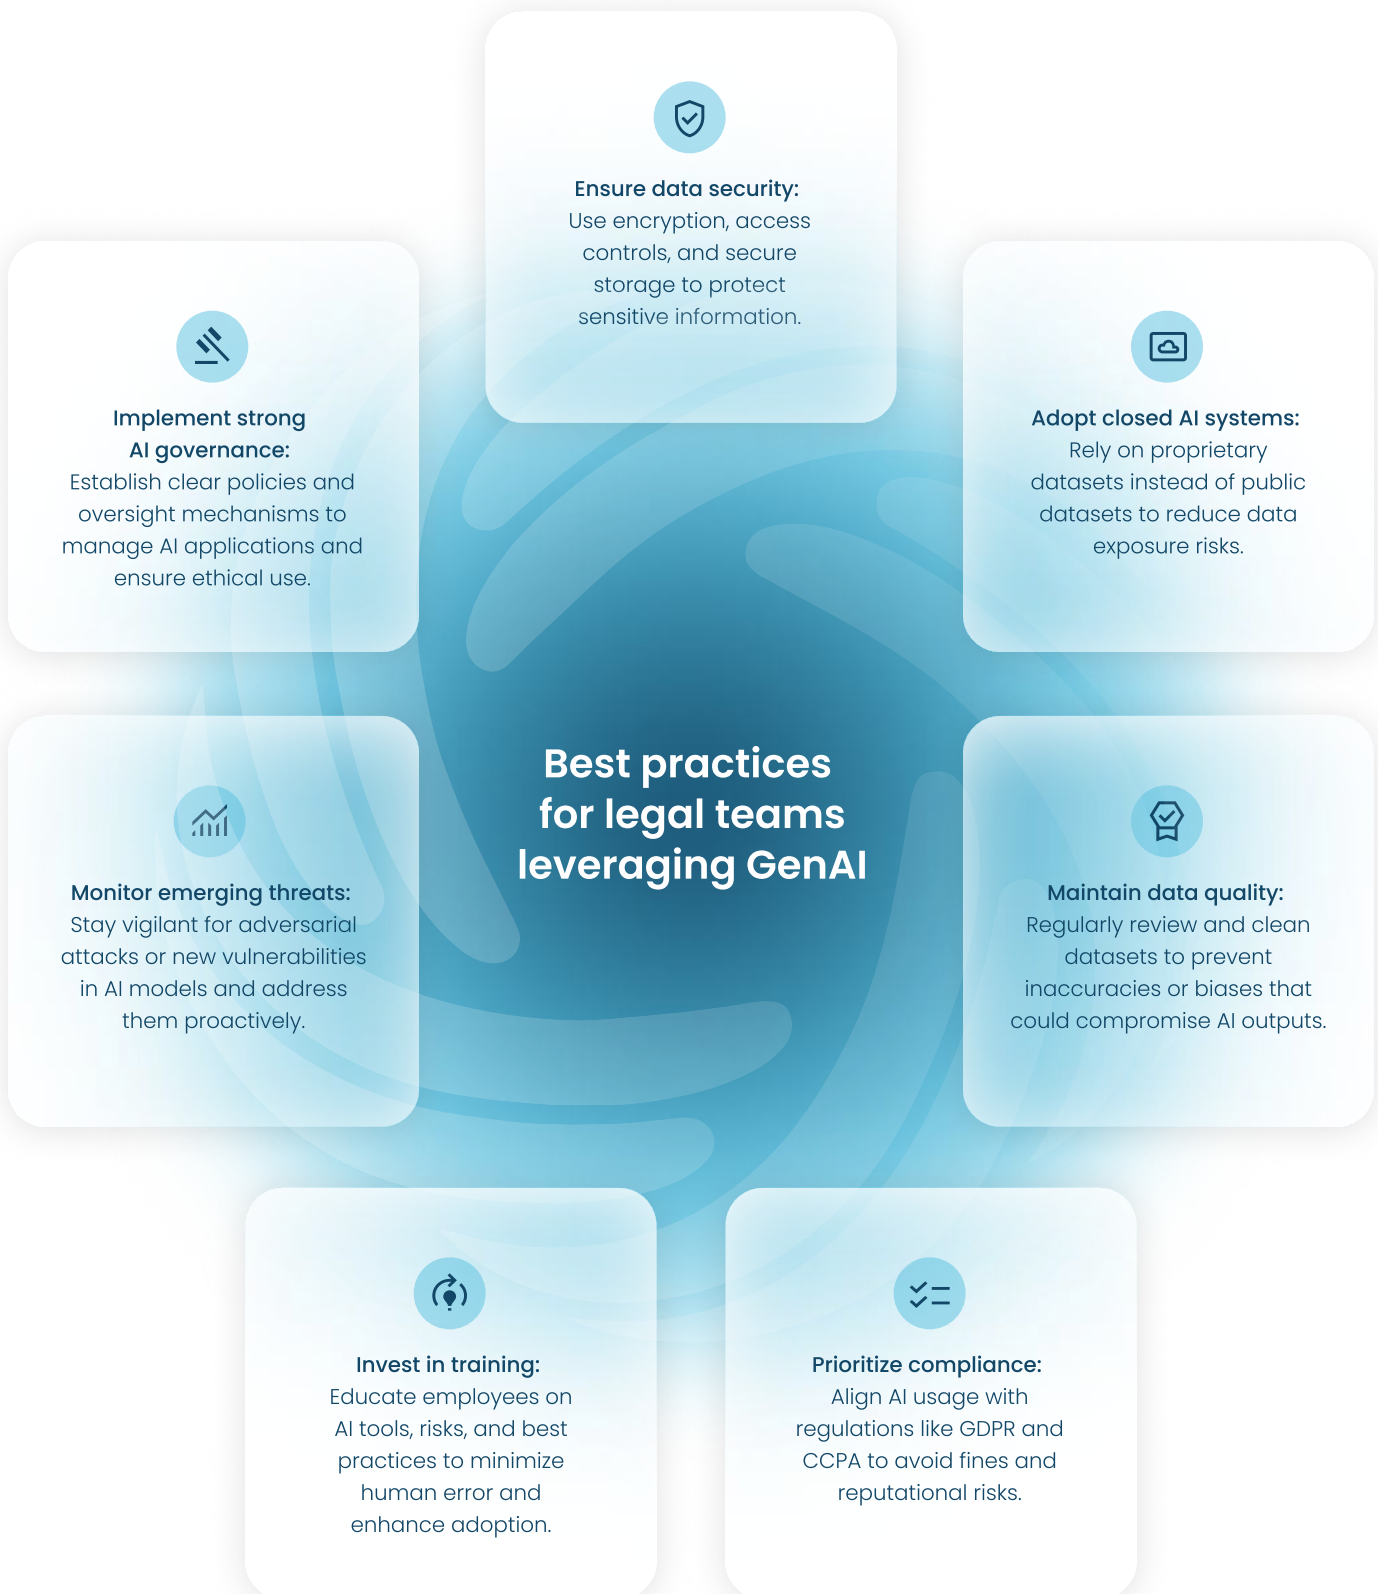 Ensure data security:
Use encryption, access
controls, and secure
storage to protect
sensitive information.
Implement strong
AI governance:
Establish clear policies and
oversight mechanisms to
manage AI applications and
ensure ethical use.
Adopt closed AI systems:
Rely on proprietary
datasets instead of public
datasets to reduce data
exposure risks.
Best practices
for legal teams
leveraging GenAI
Monitor emerging threats:
Stay vigilant for adversarial
attacks or new vulnerabilities
in AI models and address
them proactively.
Maintain data quality:
Regularly review and clean
datasets to prevent
inaccuracies or biases that
could compromise AI outputs.
Invest in training:
Educate employees on
AI tools, risks, and best
practices to minimize
human error and
enhance adoption.
Prioritize compliance:
Align AI usage with
regulations like GDPR and
CCPA to avoid fines and
reputational risks.